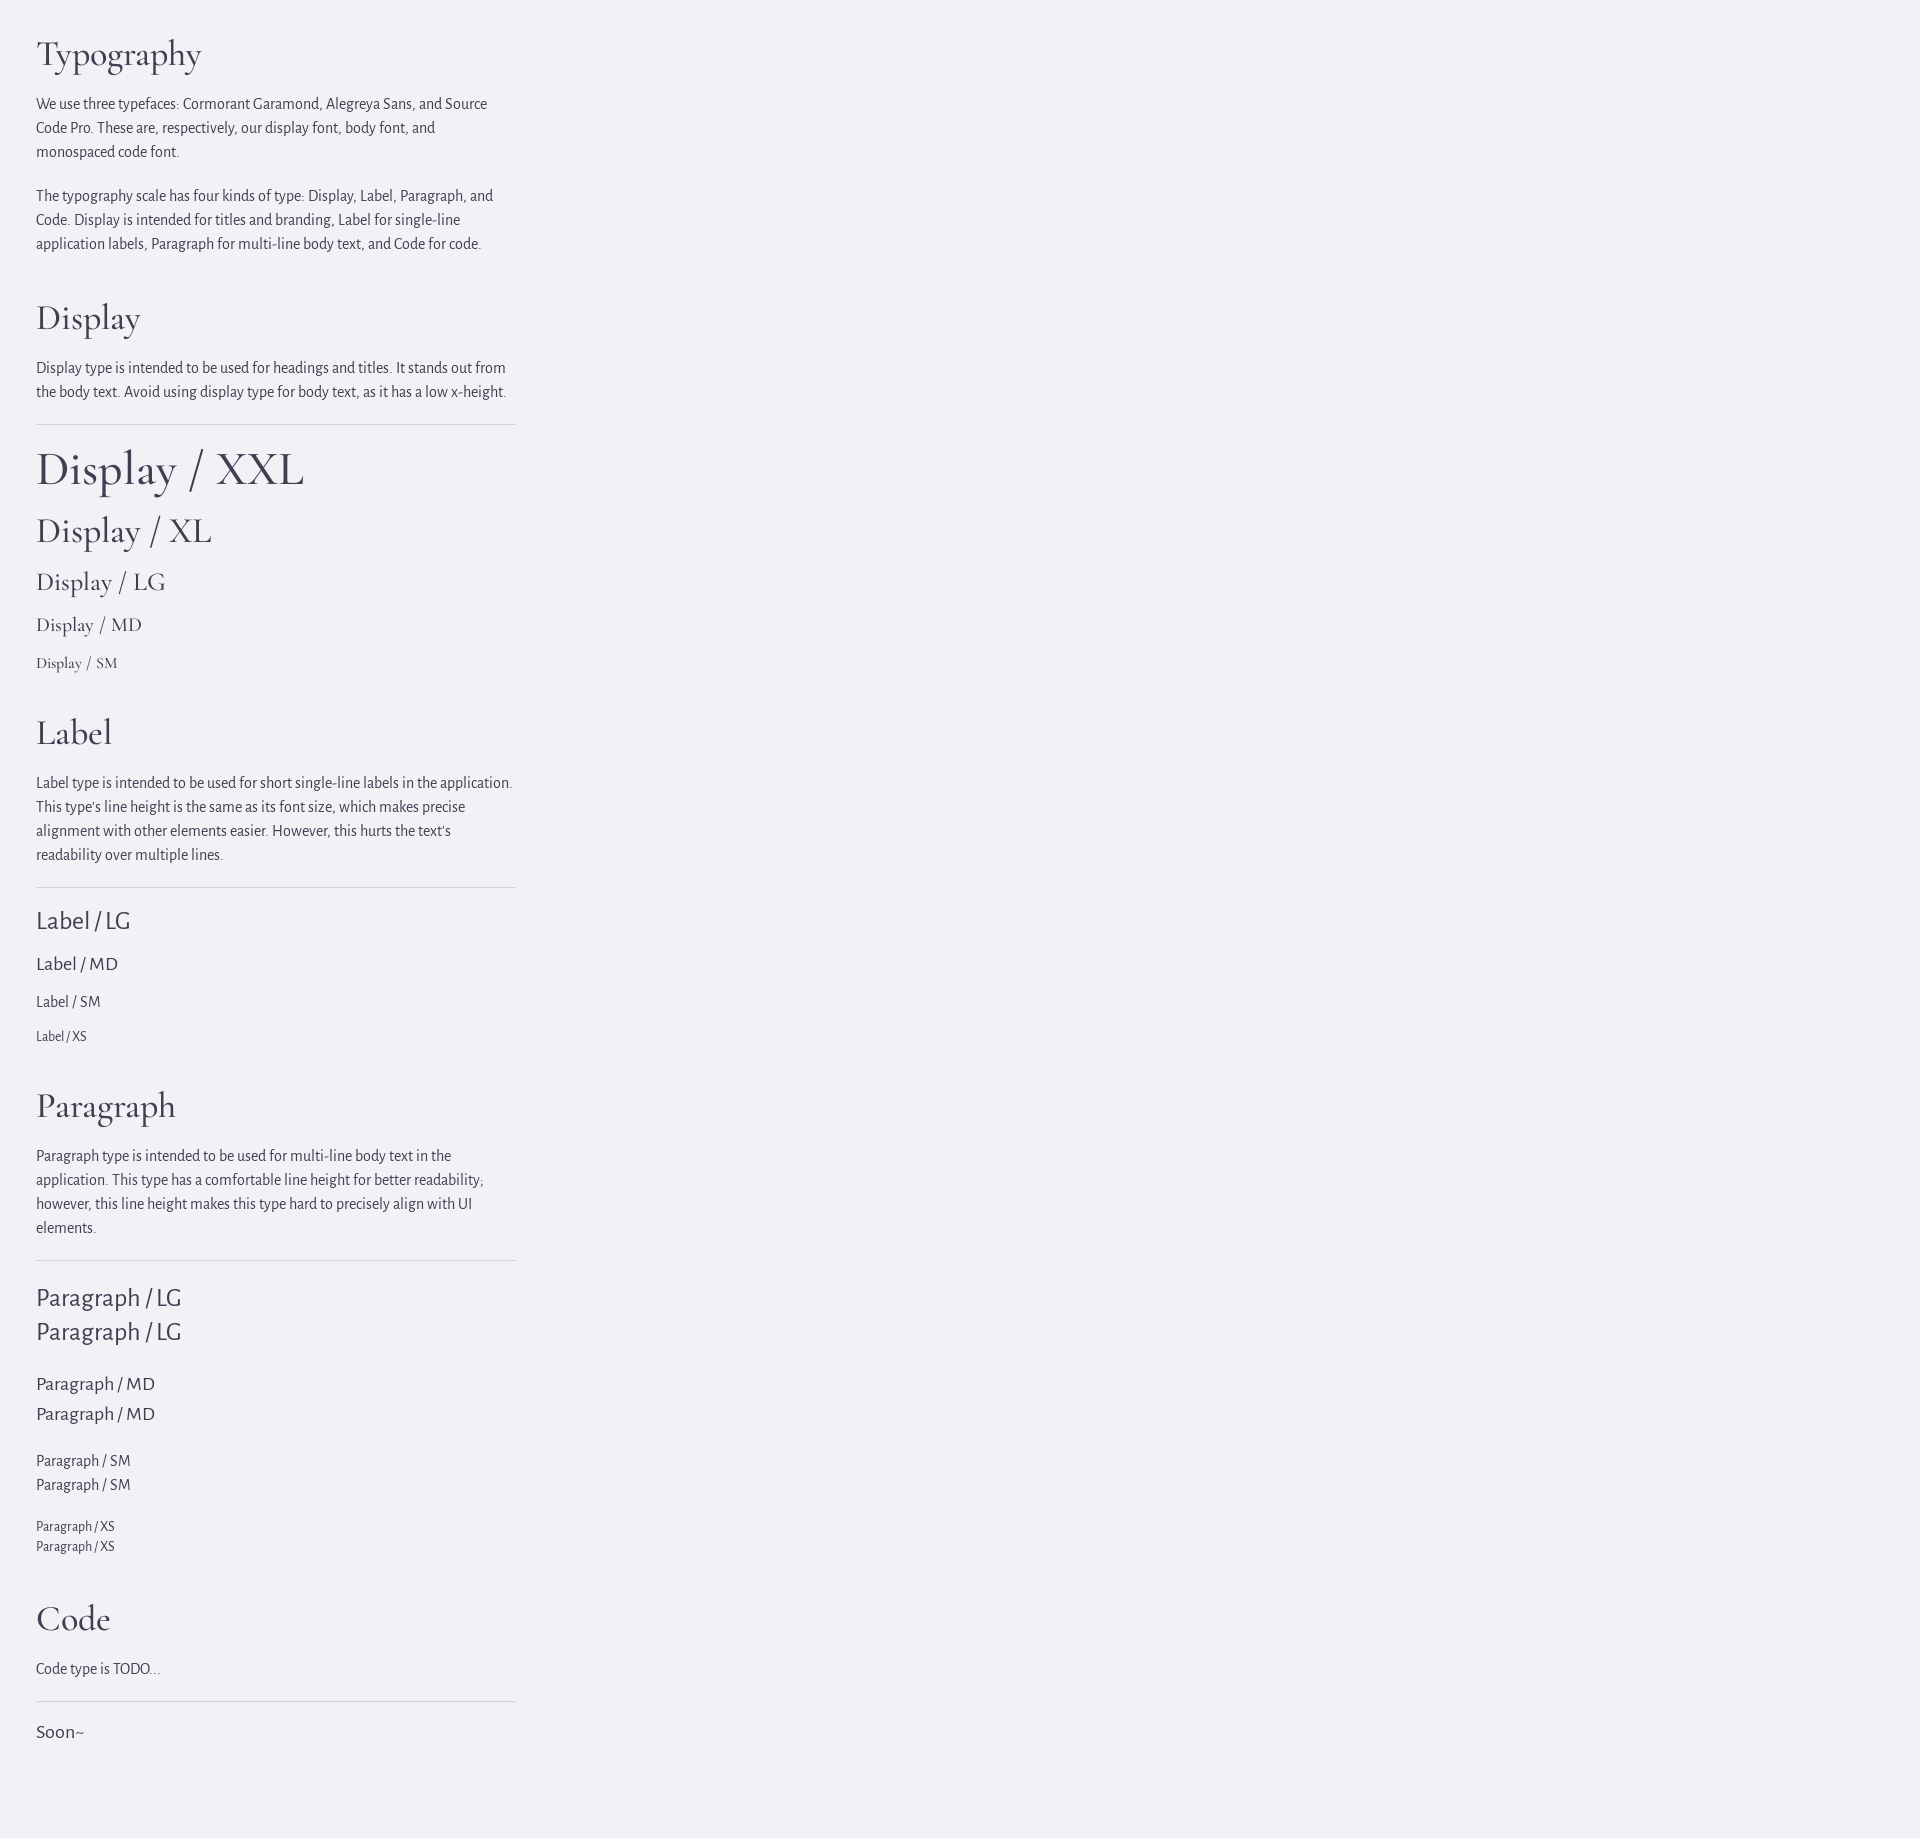 Typography
We use three typefaces: Cormorant Garamond, Alegreya Sans, and Source
Code Pro. These are, respectively, our display font, body font, and
monospaced code font.
The typography scale has four kinds of type: Display, Label, Paragraph, and
Code. Display is intended for titles and branding, Label for single-line
application labels, Paragraph for multi-line body text, and Code for code.
Display
Display type is intended to be used for headings and titles. It stands out from
the body text. Avoid using display type for body text, as it has a low x-height.
Display / XXL
Display / XL
Display / LG
Display / MD
Display / SM
Label
Label type is intended to be used for short single-line labels in the application.
This type's line height is the same as its font size, which makes precise
alignment with other elements easier. However, this hurts the text's
readability over multiple lines.
Label / LG
Label / MD
Label / SM
Label / XS
Paragraph
Paragraph type is intended to be used for multi-line body text in the
application. This type has a comfortable line height for better readability;
however, this line height makes this type hard to precisely align with UI
elements.
Paragraph / LG
Paragraph / LG
Paragraph / MD
Paragraph / MD
Paragraph / SM
Paragraph / SM
Paragraph / XS
Paragraph / XS
Code
Code type is TODO...
Soon~